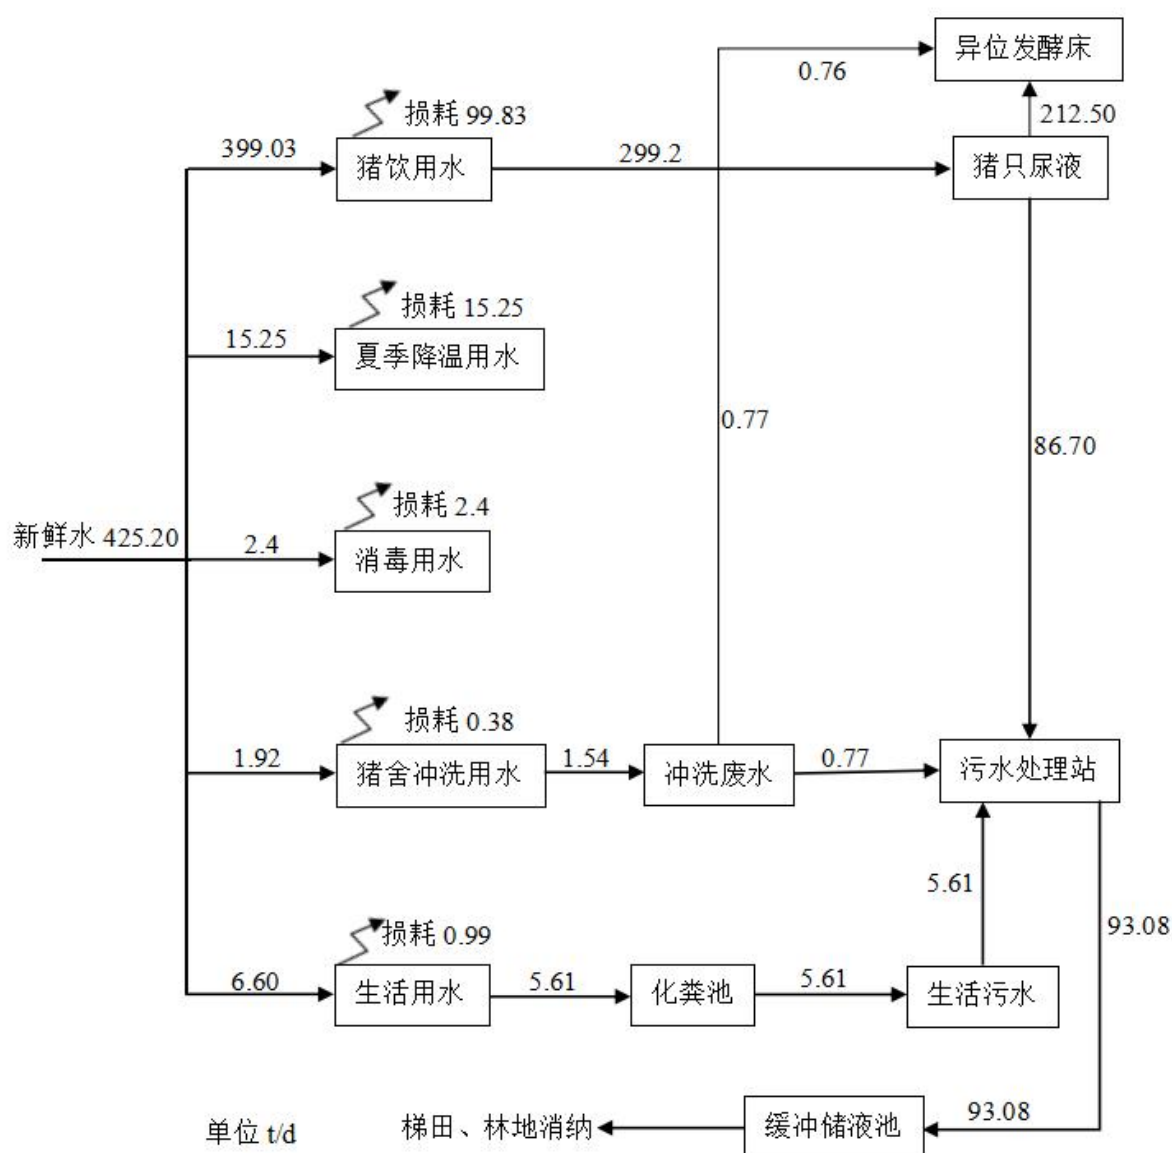 异位发酵床
0.76
损耗 99.83
212.50
399.03
猪饮用水
299.2
猪只尿液
损耗 15.25
15.25
夏季降温用水
0.77
86.70
损耗 2.4
新鲜水 425.20
2.4
消毒用水
损耗 0.38
1.92
猪舍冲洗用水
1.54
冲洗废水
0.77
污水处理站
5.61
93.08
损耗 0.99
6.60
生活用水
5.61
化粪池
5.61
生活污水
单位 t/d
梯田、林地消纳
缓冲储液池
93.08